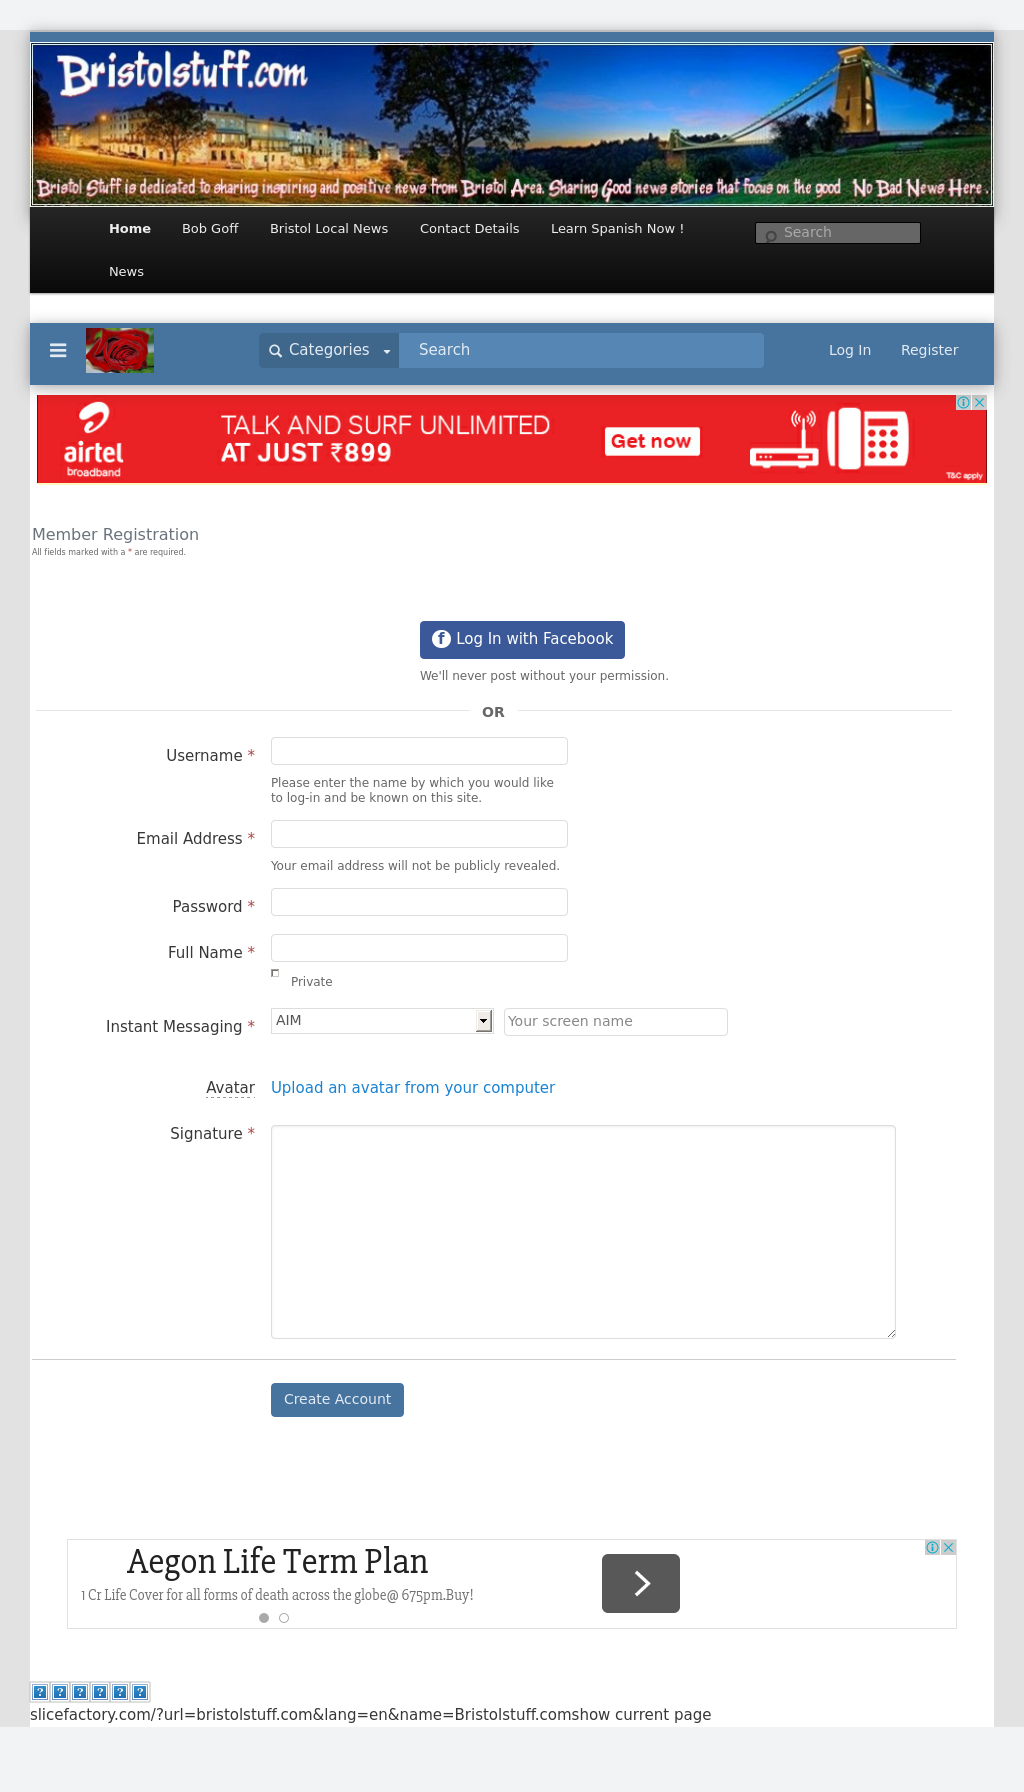 Bristolstuff.com
Bristol Stuff is dedicated to sharing inspiring and positive news from Bristol Area. Sharing Good news stories that focus on the good No Bad News Here .
Home Bob Goff Bristol Local News Contact Details Learn Spanish Now ! Search
News
Categories Search Log In Register
airtel
broadband
TALK AND SURF UNLIMITED
AT JUST ₹899
Get now
T&C apply
Member Registration
All fields marked with a * are required.
f Log In with Facebook
We'll never post without your permission.
OR
Username *
Please enter the name by which you would like
to log-in and be known on this site.
Email Address *
Your email address will not be publicly revealed.
Password *
Full Name *
Private
Instant Messaging * AIM Your screen name
Avatar Upload an avatar from your computer
Signature *
Create Account
Aegon Life Term Plan
1 Cr Life Cover for all forms of death across the globe@ 675pm.Buy!
? ? ? ? ? ?
slicefactory.com/?url=bristolstuff.com&lang=en&name=Bristolstuff.comshow current page